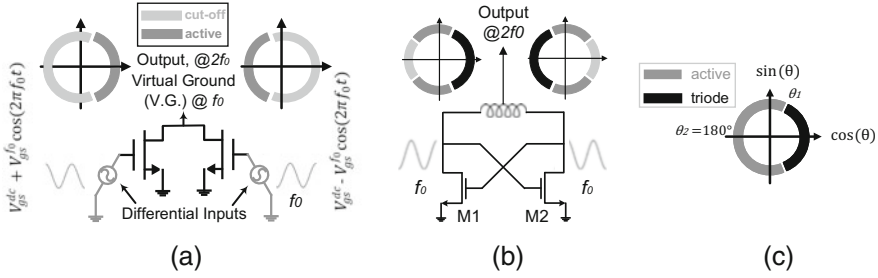 cut-off
active
Output, @2f₀
Virtual Ground
(V.G.) @ f₀
V_gs^dc + V_gs^f₀ cos(2πf₀t)
V_gs^dc - V_gs^f₀ cos(2πf₀t)
f₀
Differential Inputs
(a)
Output
@2f0
f₀
f₀
M1
M2
(b)
active
triode
sin(θ)
θ₁
θ₂=180°
cos(θ)
(c)